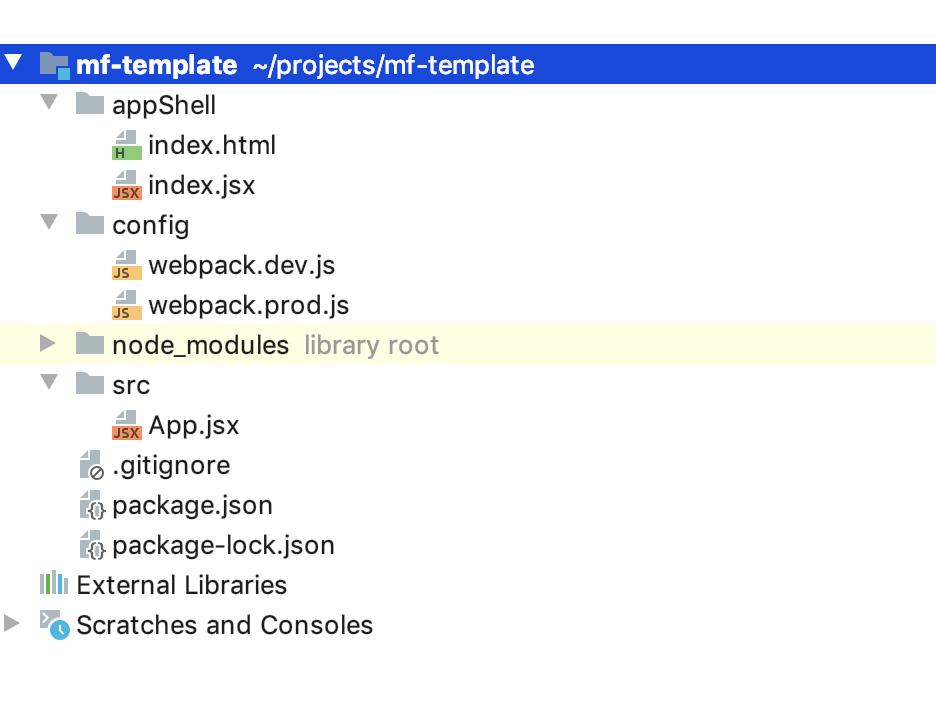 mf-template ~/projects/mf-template
appShell
H index.html
JSX index.jsx
config
JS webpack.dev.js
JS webpack.prod.js
node_modules library root
src
JSX App.jsx
.gitignore
package.json
package-lock.json
External Libraries
Scratches and Consoles